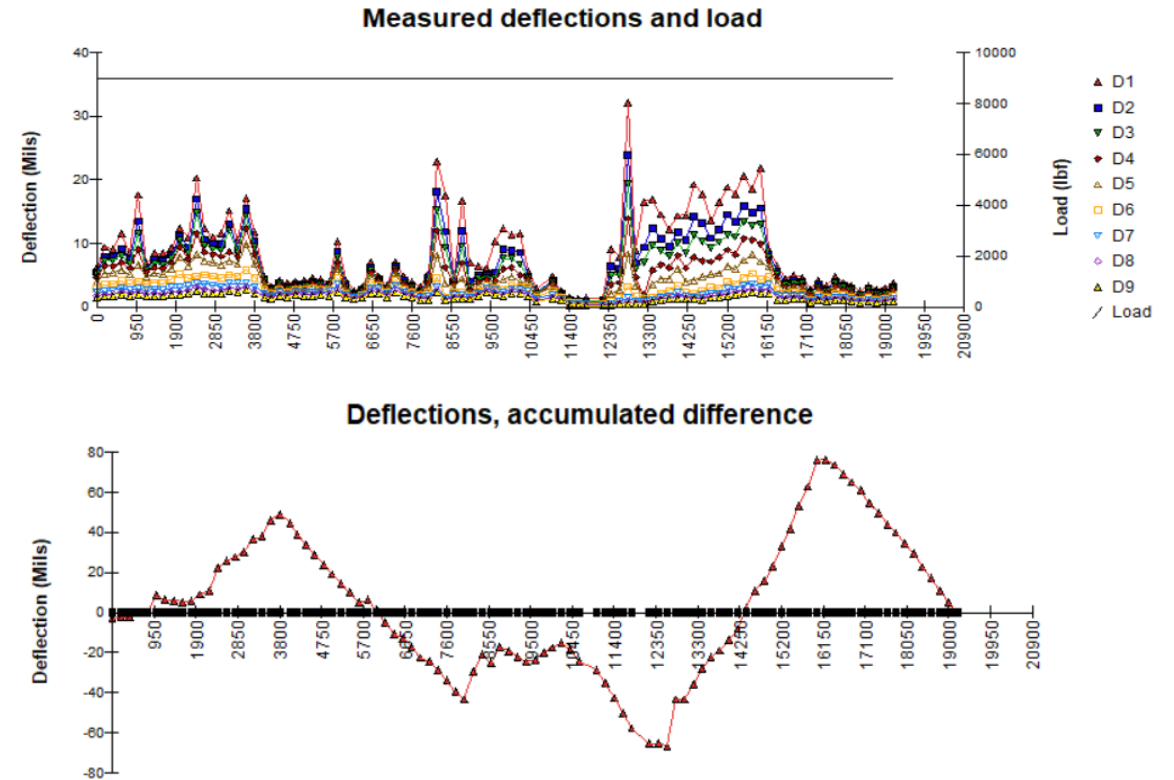 Measured deflections and load
40
30
20
10
0
Deflection (Mils)
10000
8000
6000
4000
2000
0
Load (lbf)
D1
D2
D3
D4
D5
D6
D7
D8
D9
Load
0 950 1900 2850 3800 4750 5700 6650 7600 8550 9500 10450 11400 12350 13300 14250 15200 16150 17100 18050 19000 19950 20900
Deflections, accumulated difference
80
60
40
20
0
-20
-40
-60
-80
Deflection (Mils)
950 1900 2850 3800 4750 5700 6650 7600 8550 9500 10450 11400 12350 13300 14250 15200 16150 17100 18050 19000 19950 20900